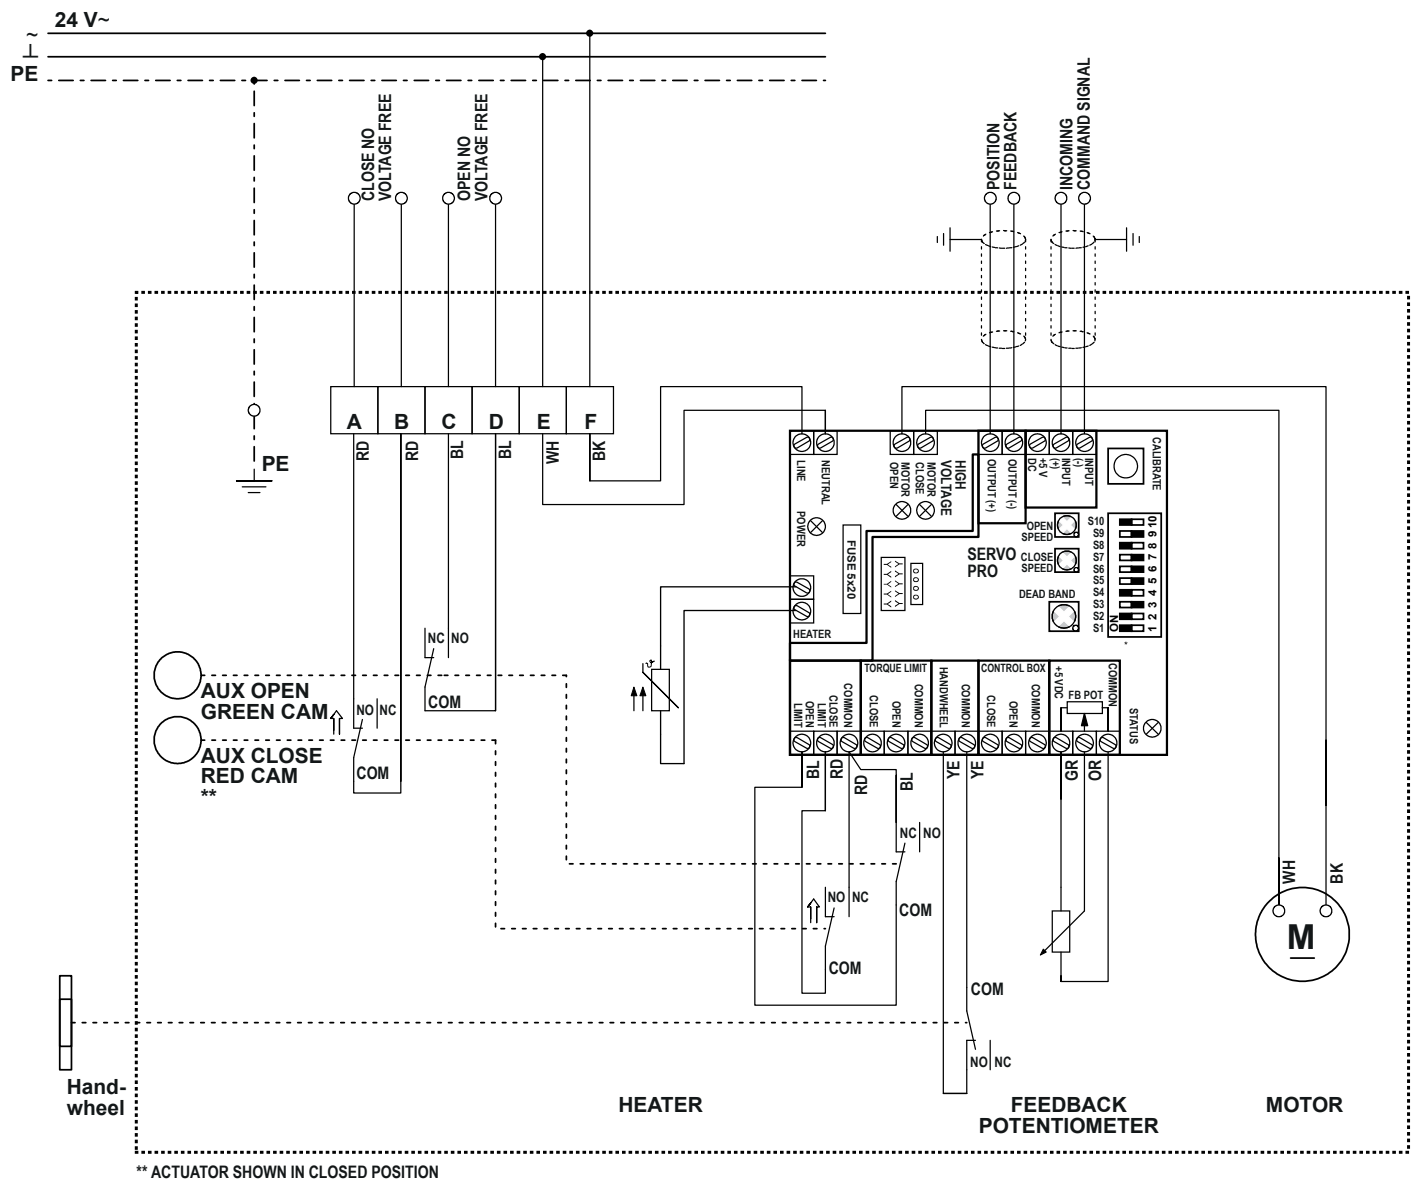 24 V~
~
⊥
PE
CLOSE NO
VOLTAGE FREE
OPEN NO
VOLTAGE FREE
POSITION
FEEDBACK
INCOMING
COMMAND SIGNAL
A
B
C
D
E
F
RD
RD
BL
BL
WH
BK
PE
LINE
NEUTRAL
POWER
MOTOR
OPEN
MOTOR
CLOSE
HIGH
VOLTAGE
OUTPUT (+)
OUTPUT (-)
+5 V
DC
INPUT
(+)
INPUT
(-)
CALIBRATE
FUSE 5x20
SERVO
PRO
OPEN
SPEED
CLOSE
SPEED
DEAD BAND
S10
S9
S8
S7
S6
S5
S4
S3
S2
S1
10
9
8
7
6
5
4
3
2
1
ON
HEATER
TORQUE LIMIT
CONTROL BOX
OPEN
LIMIT
CLOSE
LIMIT
COMMON
CLOSE
OPEN
COMMON
HANDWHEEL
COMMON
CLOSE
OPEN
COMMON
+ 5 VDC
FB POT
COMMON
STATUS
NC
NO
COM
AUX OPEN
GREEN CAM
NO
NC
AUX CLOSE
RED CAM
**
COM
BL
RD
RD
BL
YE
YE
GR
OR
NC
NO
COM
NO
NC
COM
COM
NO
NC
WH
BK
M
Hand-
wheel
HEATER
FEEDBACK
POTENTIOMETER
MOTOR
** ACTUATOR SHOWN IN CLOSED POSITION